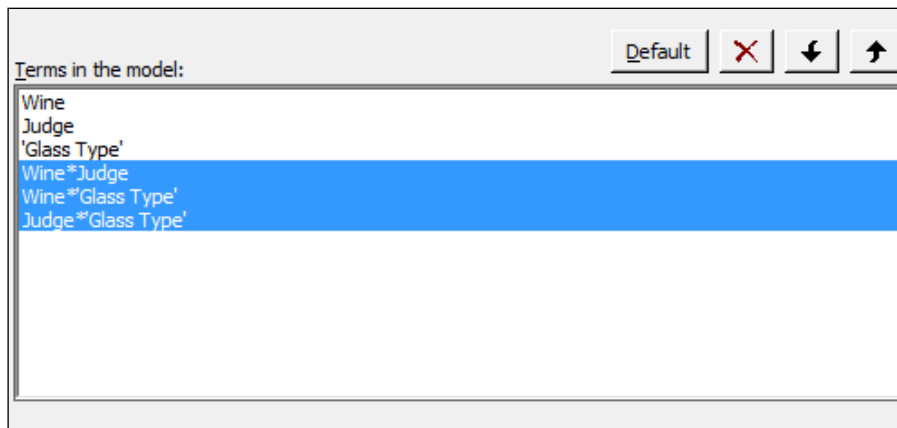 Default
Terms in the model:
Wine
Judge
'Glass Type'
Wine*Judge
Wine*'Glass Type'
Judge*'Glass Type'